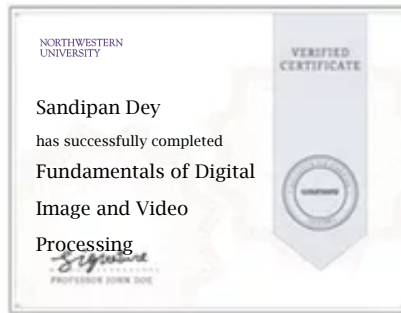 NORTHWESTERN
UNIVERSITY
VERIFIED
CERTIFICATE
Sandipan Dey
has successfully completed
Fundamentals of Digital
Image and Video
Processing
Signature
PROFESSOR JOHN DOE